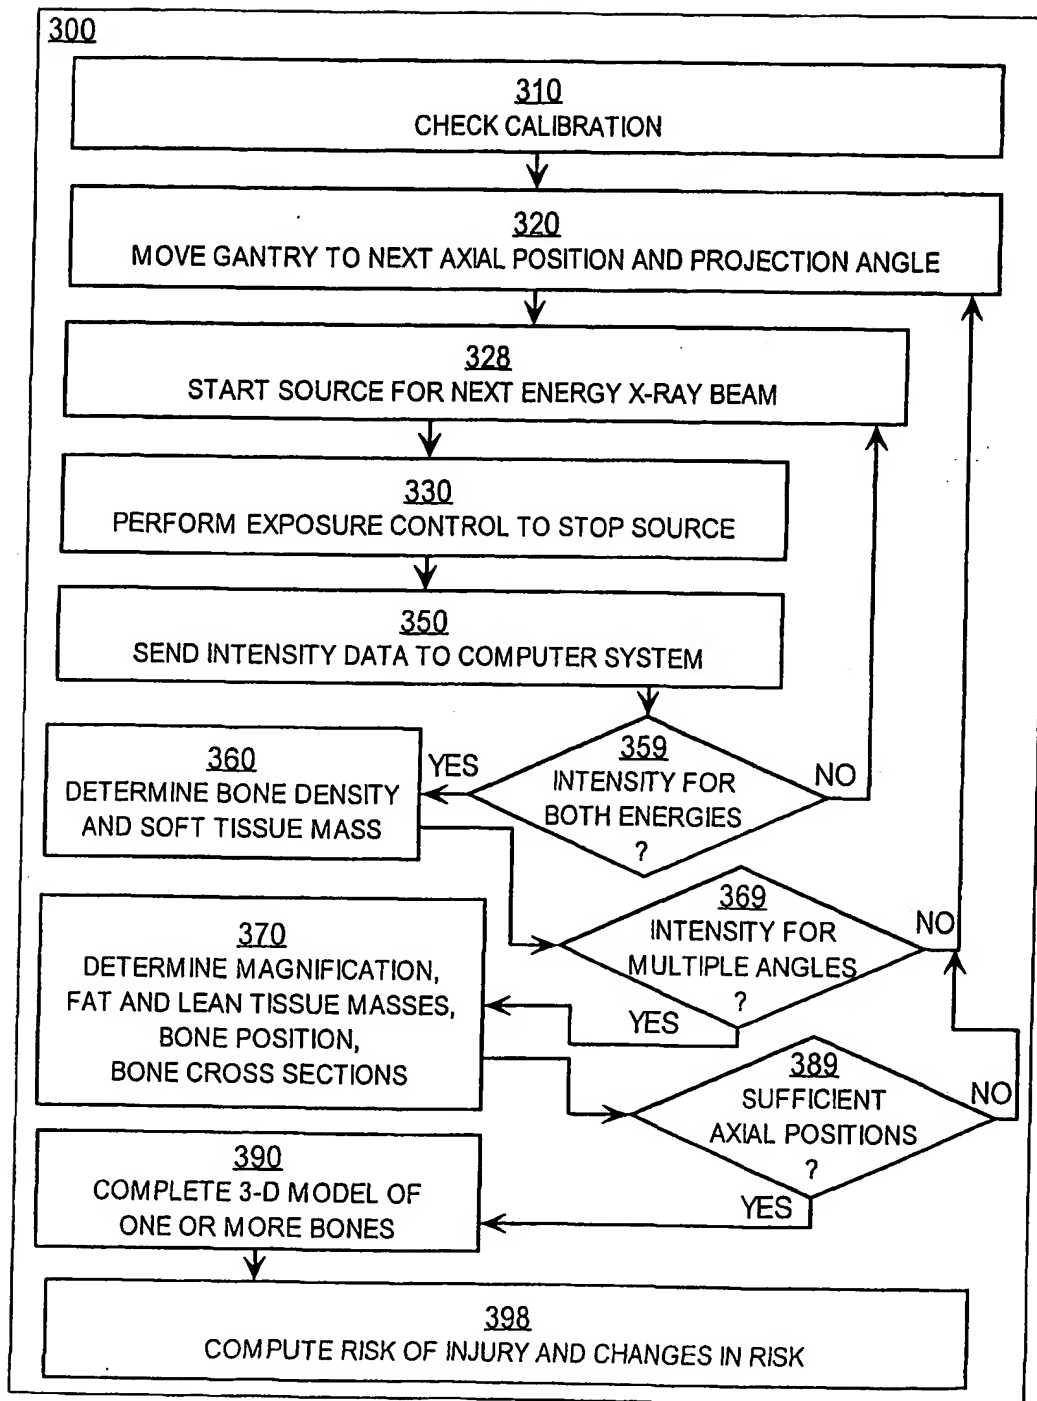 300
310
CHECK CALIBRATION
320
MOVE GANTRY TO NEXT AXIAL POSITION AND PROJECTION ANGLE
328
START SOURCE FOR NEXT ENERGY X-RAY BEAM
330
PERFORM EXPOSURE CONTROL TO STOP SOURCE
350
SEND INTENSITY DATA TO COMPUTER SYSTEM
359
INTENSITY FOR
BOTH ENERGIES
?
YES
NO
360
DETERMINE BONE DENSITY
AND SOFT TISSUE MASS
369
INTENSITY FOR
MULTIPLE ANGLES
?
NO
YES
370
DETERMINE MAGNIFICATION,
FAT AND LEAN TISSUE MASSES,
BONE POSITION,
BONE CROSS SECTIONS
389
SUFFICIENT
AXIAL POSITIONS
?
NO
YES
390
COMPLETE 3-D MODEL OF
ONE OR MORE BONES
398
COMPUTE RISK OF INJURY AND CHANGES IN RISK